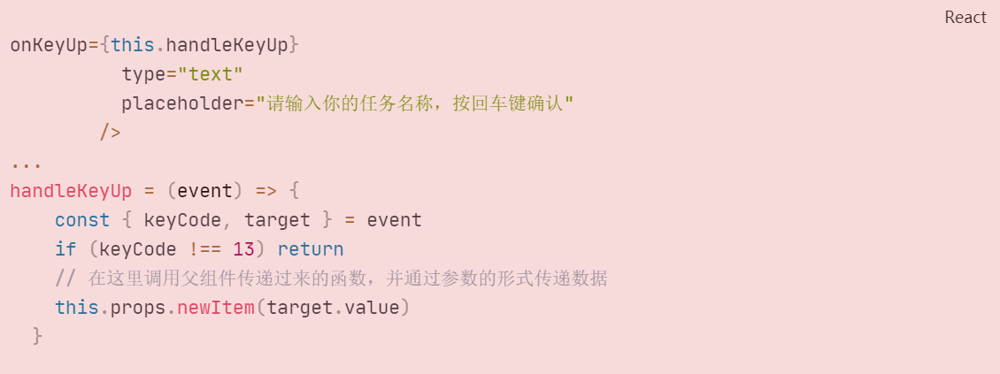 React
onKeyUp={this.handleKeyUp}
type="text"
placeholder="请输入你的任务名称，按回车键确认"
/>
...
handleKeyUp = (event) => {
const { keyCode, target } = event
if (keyCode !== 13) return
// 在这里调用父组件传递过来的函数，并通过参数的形式传递数据
this.props.newItem(target.value)
}